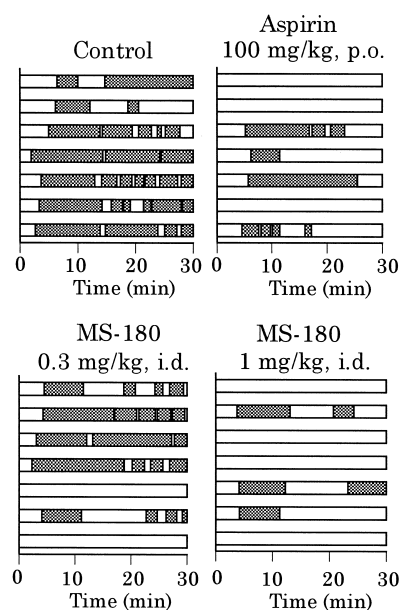 Control
Aspirin
100 mg/kg, p.o.
0 10 20 30
Time (min)
0 10 20 30
Time (min)
MS-180
0.3 mg/kg, i.d.
MS-180
1 mg/kg, i.d.
0 10 20 30
Time (min)
0 10 20 30
Time (min)